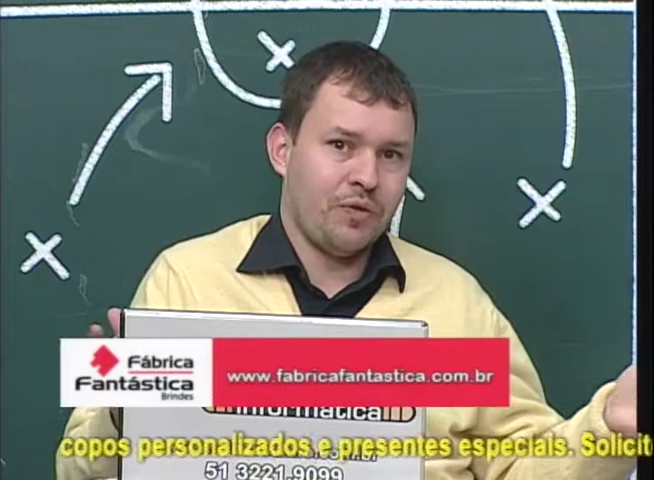 Fábrica
Fantástica
Brindes
www.fabricafantastica.com.br
informática
copos personalizados e presentes especiais. Solicit
51 3221.9099